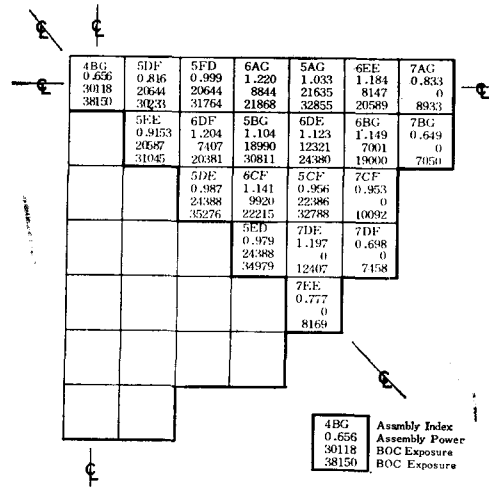 4BG 5DF 5FD 6AG 5AG 6EE 7AG
0.656 0.816 0.999 1.220 1.033 1.184 0.833
30118 20644 20644 8844 21635 8147 0
38150 30233 31764 21868 32855 20589 8933
5EE 6DF 5BG 6DE 6BG 7BG
0.9153 1.204 1.104 1.123 1.149 0.649
20587 7407 18990 12321 7001 0
31045 20381 30811 24380 19000 7050
5DE 6CF 5CF 7CF
0.987 1.141 0.956 0.953
24388 9920 22386 0
35276 22215 32788 10092
5ED 7DE 7DF
0.979 1.197 0.698
24388 0 0
34979 12407 7458
7EE
0.777
0
8169
4BG Assmbly Index
0.656 Assembly Power
30118 BOC Exposure
38150 BOC Exposure